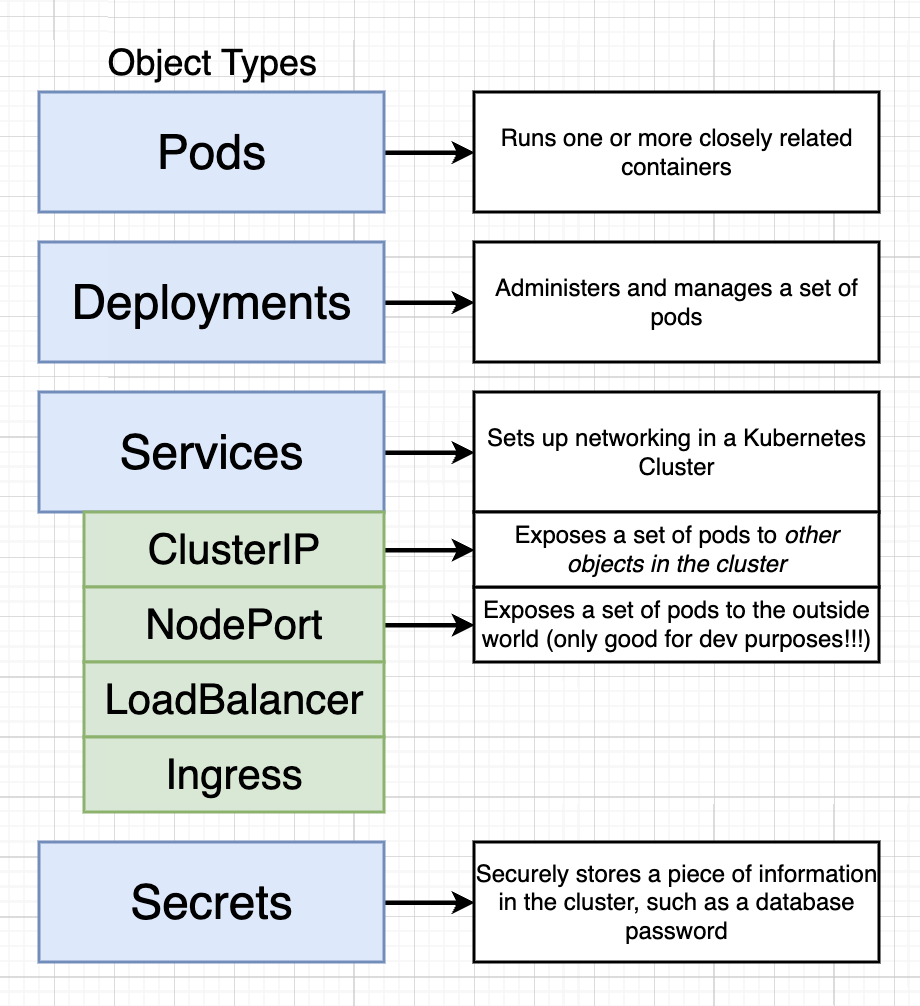 Object Types
Pods
Runs one or more closely related
containers
Deployments
Administers and manages a set of
pods
Services
Sets up networking in a Kubernetes
Cluster
ClusterIP
Exposes a set of pods to other
objects in the cluster
NodePort
Exposes a set of pods to the outside
world (only good for dev purposes!!!)
LoadBalancer
Ingress
Secrets
Securely stores a piece of information
in the cluster, such as a database
password